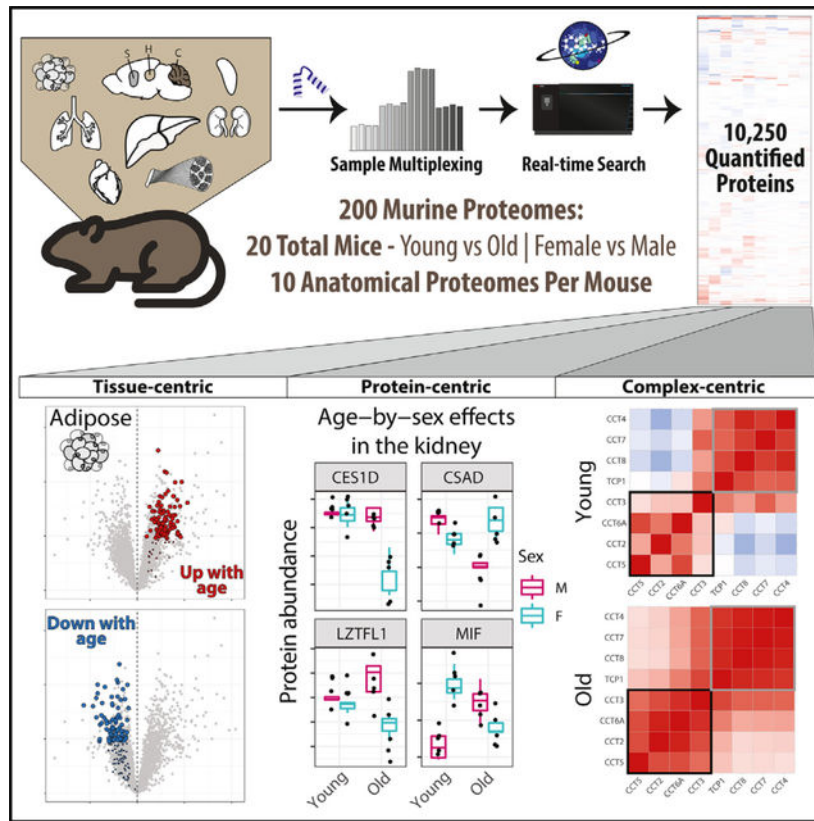 S H C
Sample Multiplexing
Real-time Search
10,250
Quantified
Proteins
200 Murine Proteomes:
20 Total Mice - Young vs Old | Female vs Male
10 Anatomical Proteomes Per Mouse
Tissue-centric
Protein-centric
Complex-centric
Adipose
Up with
age
Down with
age
Age-by-sex effects
in the kidney
Protein abundance
CES1D
CSAD
LZTFL1
MIF
Sex
M
F
Young
Old
Young
Old
Young
CCT4
CCT7
CCT8
TCP1
CCT3
CCT6A
CCT2
CCT5
CCT5 CCT2 CCT6A CCT3 TCP1 CCT8 CCT7 CCT4
Old
CCT4
CCT7
CCT8
TCP1
CCT3
CCT6A
CCT2
CCT5
CCT5 CCT2 CCT6A CCT3 TCP1 CCT8 CCT7 CCT4